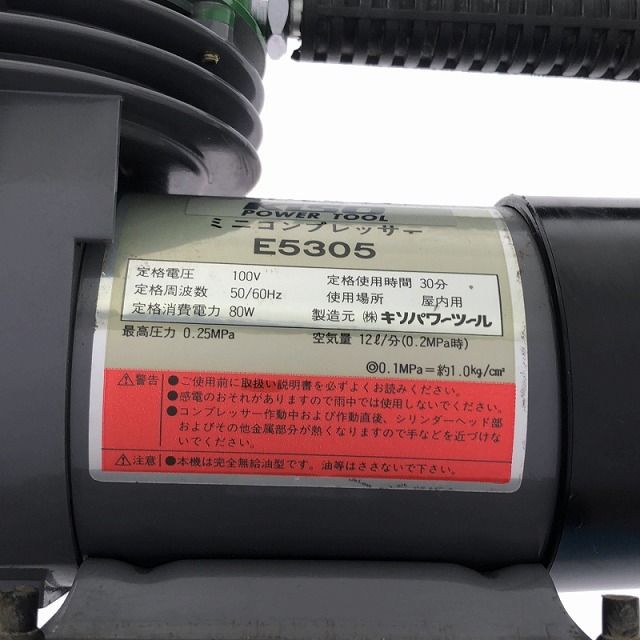 KISO
POWER TOOL
ミニコンプレッサー
E5305
定格電圧 100V 定格使用時間 30分
定格周波数 50/60Hz 使用場所 屋内用
定格消費電力 80W 製造元 (株)キソパワーツール
最高圧力 0.25MPa 空気量 12ℓ/分(0.2MPa時)
◎0.1MPa=約1.0kg/cm²
⚠警告 ●ご使用前に取扱い説明書を必ずよくお読みください。
●感電のおそれがありますので雨中では使用しないでください。
●コンプレッサー作動中および作動直後、シリンダーヘッド部
およびその他金属部分が熱くなりますので手などを近づけな
いでください。
⚠注意 ●本機は完全無給油型です。油等はささないで下さい。